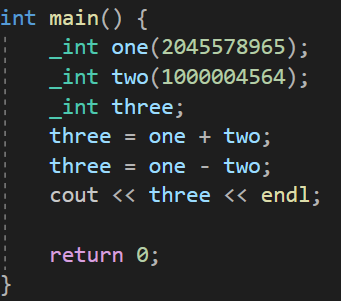 int main() {
    _int one(2045578965);
    _int two(1000004564);
    _int three;
    three = one + two;
    three = one - two;
    cout << three << endl;
    return 0;
}